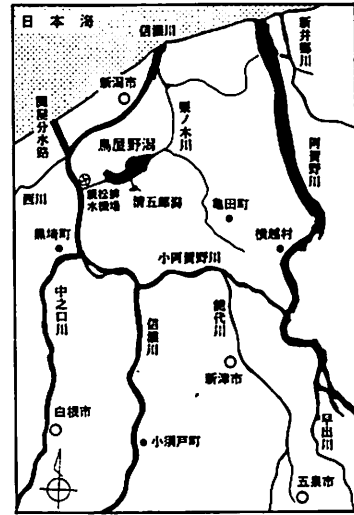 日本海
信濃川
新井郷川
新潟市
関屋分水路
栗ノ木川
鳥屋野潟
阿賀野川
西川
親松排
水機場
清五郎潟
亀田町
黒埼町
横越村
小阿賀野川
中之口川
信濃川
能代川
新津市
早出川
白根市
小須戸町
五泉市